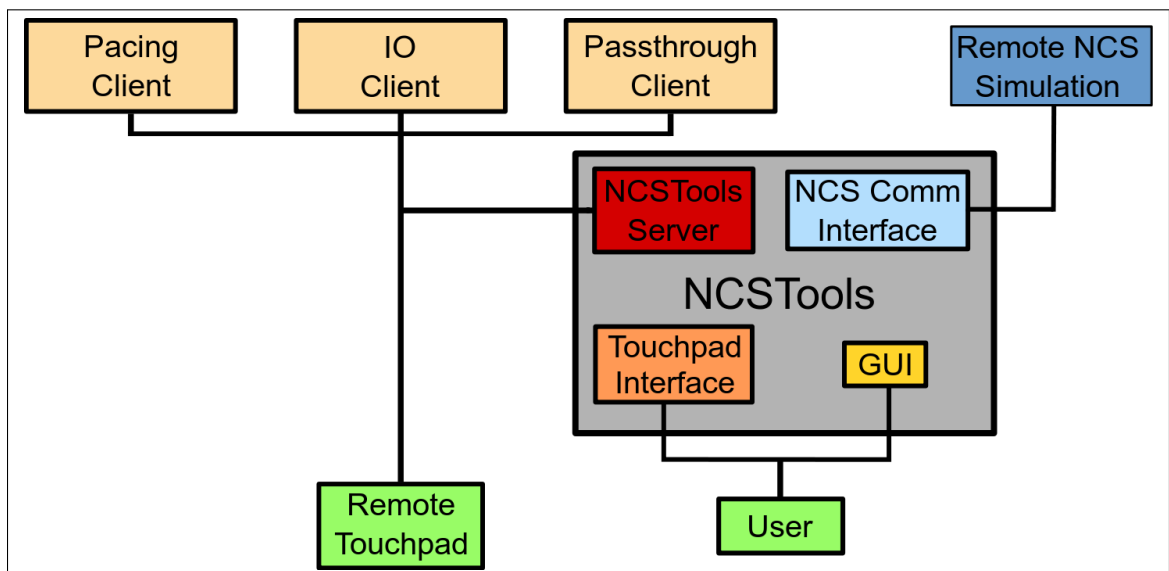 Pacing
Client
IO
Client
Passthrough
Client
Remote NCS
Simulation
NCSTools
Server
NCS Comm
Interface
NCSTools
Touchpad
Interface
GUI
Remote
Touchpad
User